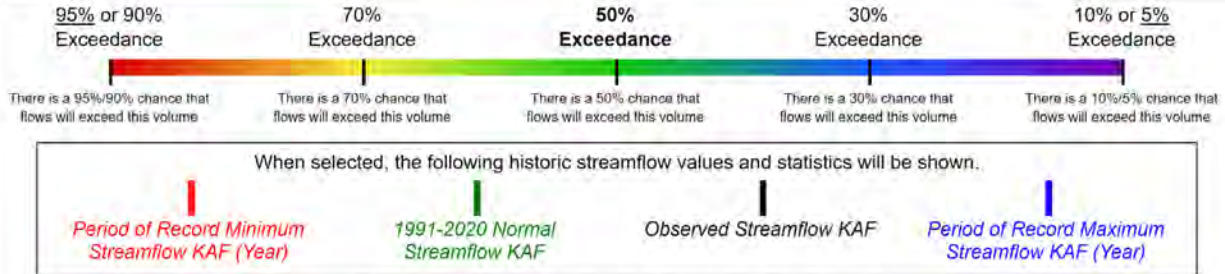 95% or 90% 70% 50% 30% 10% or 5%
Exceedance Exceedance Exceedance Exceedance Exceedance
There is a 95%/90% chance that There is a 70% chance that There is a 50% chance that There is a 30% chance that There is a 10%/5% chance that
flows will exceed this volume flows will exceed this volume flows will exceed this volume flows will exceed this volume flows will exceed this volume
When selected, the following historic streamflow values and statistics will be shown.
Period of Record Minimum 1991-2020 Normal Observed Streamflow KAF Period of Record Maximum
Streamflow KAF (Year) Streamflow KAF Streamflow KAF (Year)